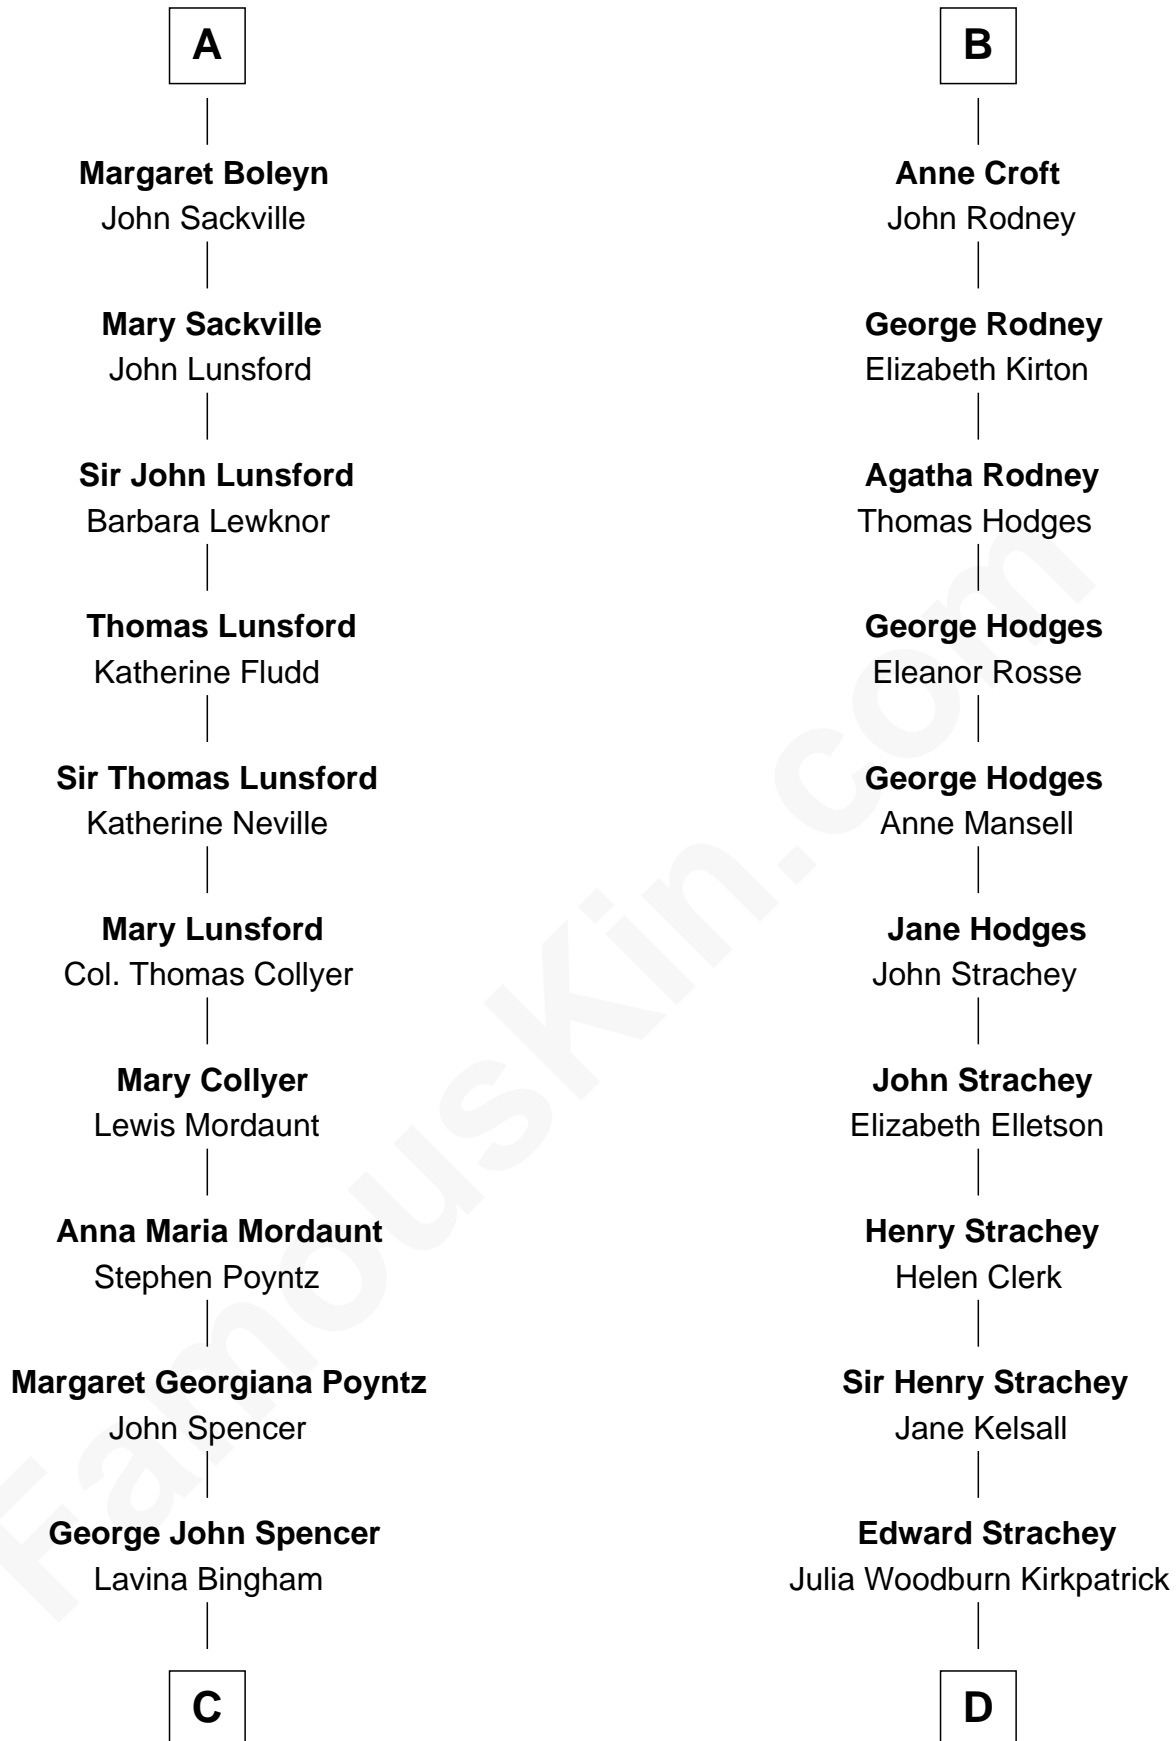 A
Margaret Boleyn
John Sackville
Mary Sackville
John Lunsford
Sir John Lunsford
Barbara Lewknor
Thomas Lunsford
Katherine Fludd
Sir Thomas Lunsford
Katherine Neville
Mary Lunsford
Col. Thomas Collyer
Mary Collyer
Lewis Mordaunt
Anna Maria Mordaunt
Stephen Poyntz
Margaret Georgiana Poyntz
John Spencer
George John Spencer
Lavina Bingham
C
B
Anne Croft
John Rodney
George Rodney
Elizabeth Kirton
Agatha Rodney
Thomas Hodges
George Hodges
Eleanor Rosse
George Hodges
Anne Mansell
Jane Hodges
John Strachey
John Strachey
Elizabeth Elletson
Henry Strachey
Helen Clerk
Sir Henry Strachey
Jane Kelsall
Edward Strachey
Julia Woodburn Kirkpatrick
D
FamousKin.com